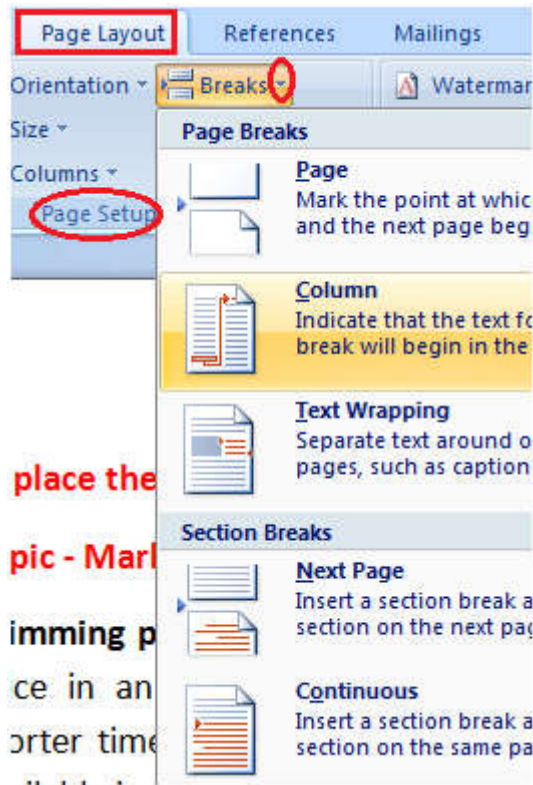 Page Layout References Mailings
Orientation Breaks Watermar
Size
Columns
Page Setup
Page Breaks
Page
Mark the point at whic
and the next page beg
Column
Indicate that the text fo
break will begin in the
Text Wrapping
Separate text around o
pages, such as caption
Section Breaks
Next Page
Insert a section break a
section on the next pag
Continuous
Insert a section break a
section on the same pa
place the
pic - Marl
imming p
ce in an
orter time